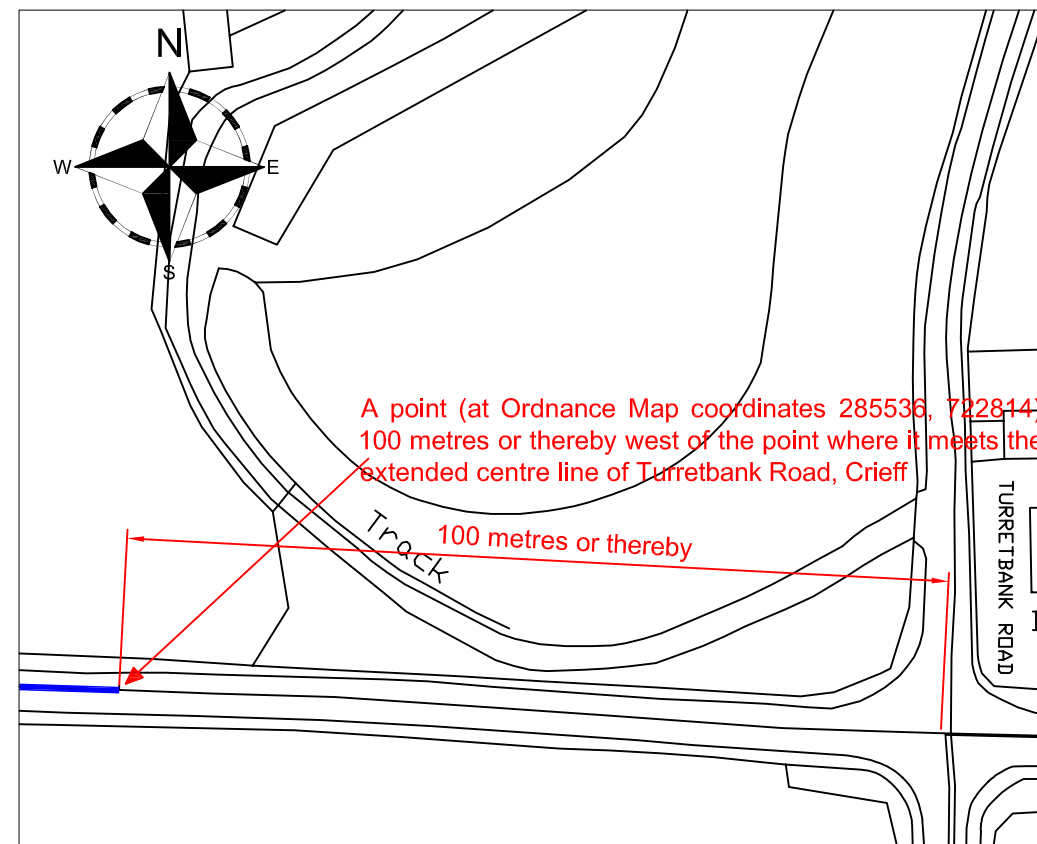 N
W
E
S
A point (at Ordnance Map coordinates 285536, 722814)
100 metres or thereby west of the point where it meets the
extended centre line of Turretbank Road, Crieff
Track
100 metres or thereby
TURRETBANK ROAD